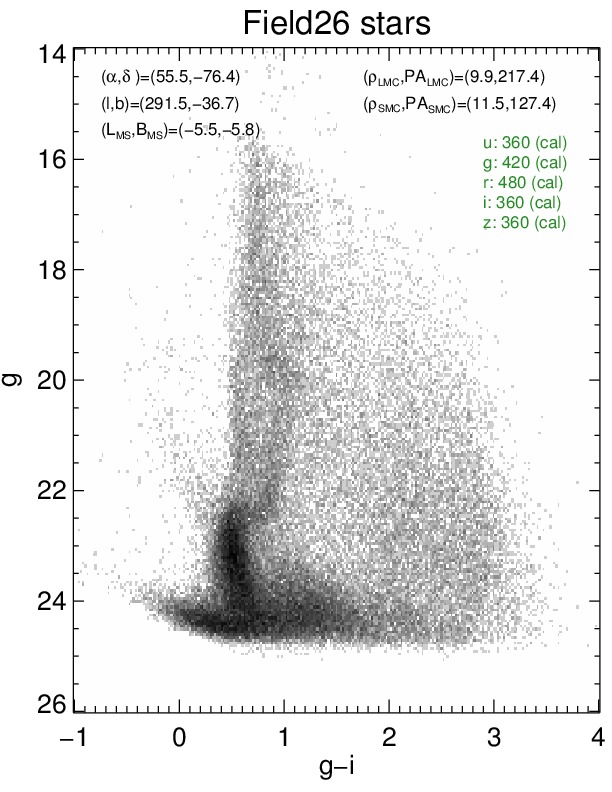 Field26 stars
(α,δ )=(55.5,−76.4)
(l,b)=(291.5,−36.7)
(LMS,BMS)=(−5.5,−5.8)
(ρLMC,PALMC)=(9.9,217.4)
(ρSMC,PASMC)=(11.5,127.4)
u: 360 (cal)
g: 420 (cal)
r: 480 (cal)
i: 360 (cal)
z: 360 (cal)
14
16
18
20
22
24
26
g
−1 0 1 2 3 4
g−i